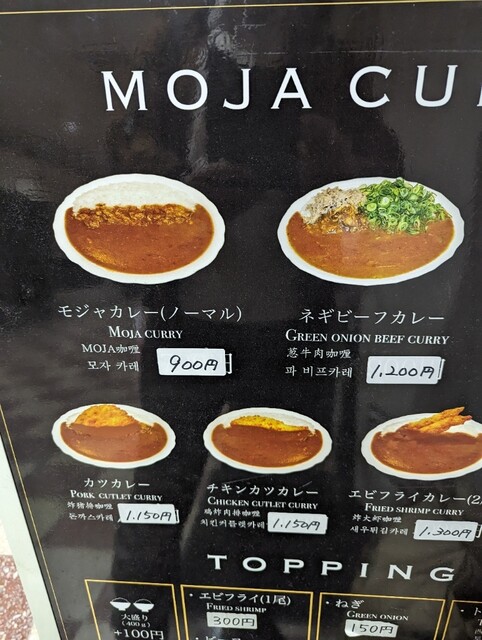 MOJA CU
モジャカレー(ノーマル)
MOJA CURRY
MOJA咖喱
모자 카레
900円
ネギビーフカレー
GREEN ONION BEEF CURRY
葱牛肉咖喱
파 비프카레
1,200円
カツカレー
PORK CUTLET CURRY
炸猪排咖喱
돈까스카레
1.150円
チキンカツカレー
CHICKEN CUTLET CURRY
鸡炸肉排咖喱
치킨커틀렛카레
1.150円
エビフライカレー(2
FRIED SHRIMP CURRY
炸大虾咖喱
새우튀김카레
1,300円
TOPPING
大盛り
(400g)
+100円
・エビフライ(1尾)
FRIED SHRIMP
300円
・ねぎ
GREEN ONION
150円
・ト